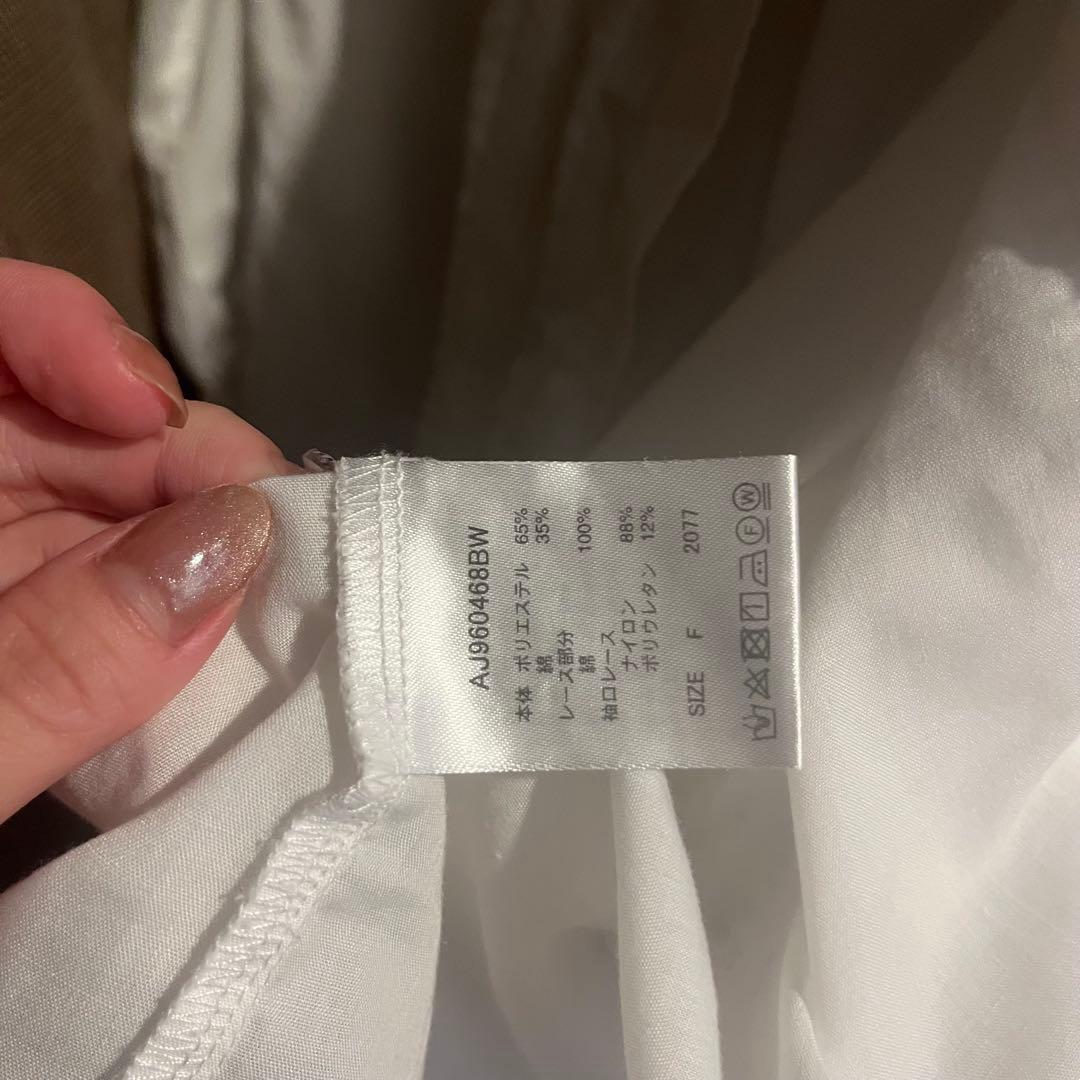 AJ960468BW
本体 ポリエステル 65%
綿 35%
レース部分
綿 100%
袖口レース
ナイロン 88%
ポリウレタン 12%
SIZE F 2077
F W